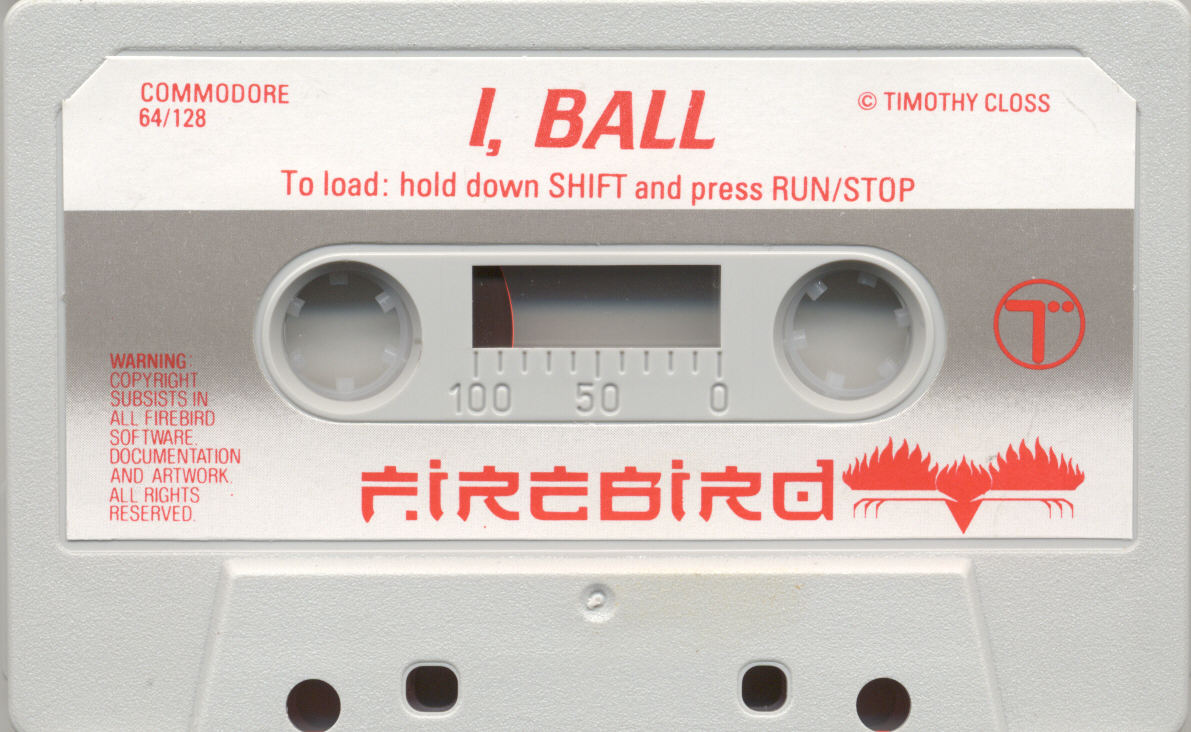 COMMODORE
64/128
I, BALL
© TIMOTHY CLOSS
To load: hold down SHIFT and press RUN/STOP
100 50 0
WARNING:
COPYRIGHT
SUBSISTS IN
ALL FIREBIRD
SOFTWARE.
DOCUMENTATION
AND ARTWORK.
ALL RIGHTS
RESERVED.
FIREBIRD